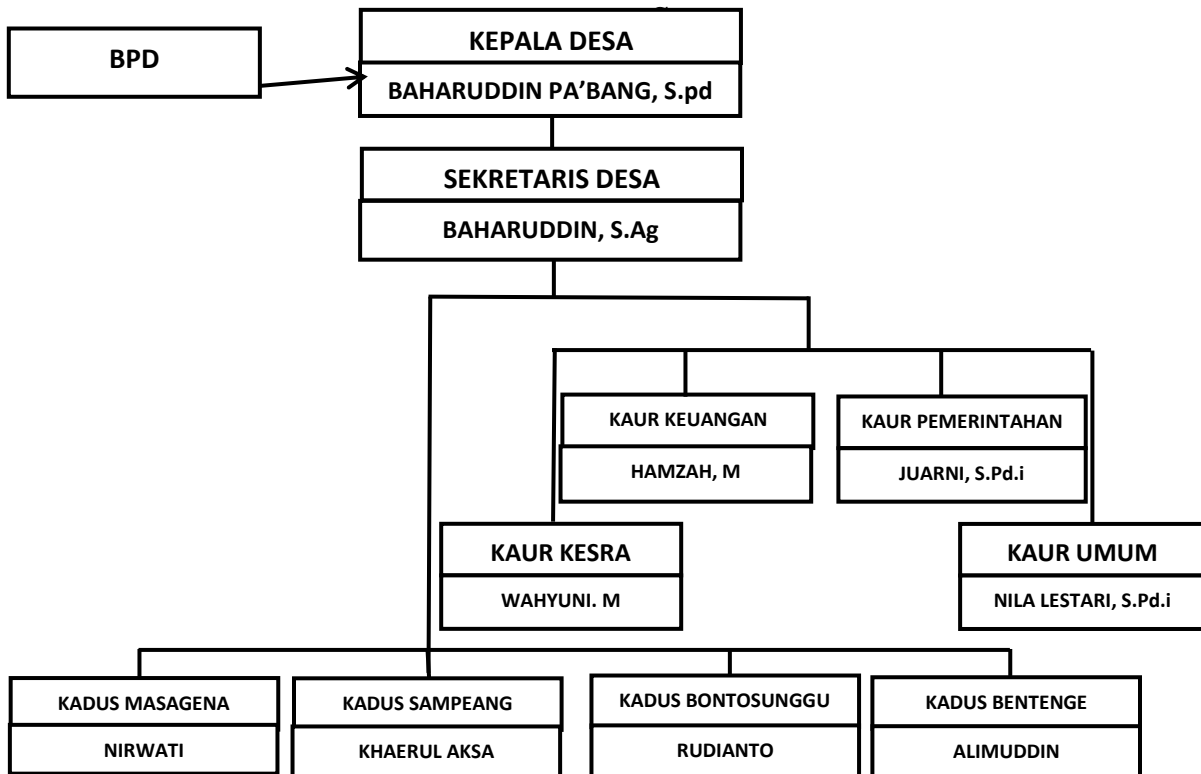 BPD
KEPALA DESA
BAHARUDDIN PA’BANG, S.pd
SEKRETARIS DESA
BAHARUDDIN, S.Ag
KAUR KEUANGAN
HAMZAH, M
KAUR PEMERINTAHAN
JUARNI, S.Pd.i
KAUR KESRA
WAHYUNI. M
KAUR UMUM
NILA LESTARI, S.Pd.i
KADUS MASAGENA
NIRWATI
KADUS SAMPEANG
KHAERUL AKSA
KADUS BONTOSUNGGU
RUDIANTO
KADUS BENTENGE
ALIMUDDIN